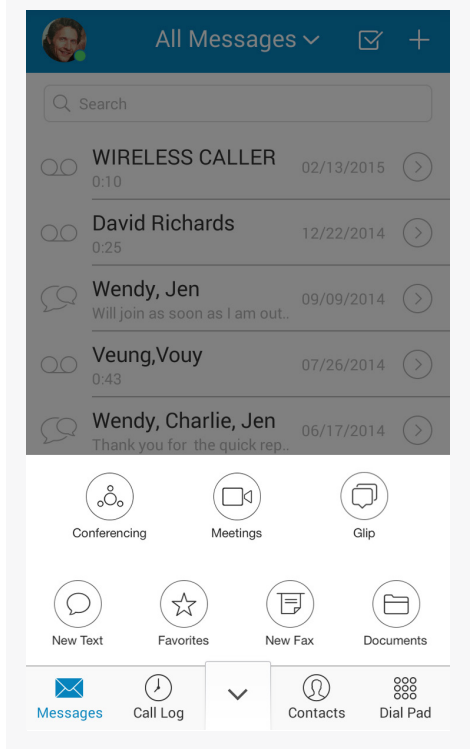 All Messages
Search
WIRELESS CALLER 02/13/2015
0:10
David Richards 12/22/2014
0:25
Wendy, Jen 09/09/2014
Will join as soon as I am out..
Veung,Vouy 07/26/2014
0:43
Wendy, Charlie, Jen 06/17/2014
Thank you for the quick rep..
Conferencing Meetings Glip
New Text Favorites New Fax Documents
Messages Call Log Contacts Dial Pad